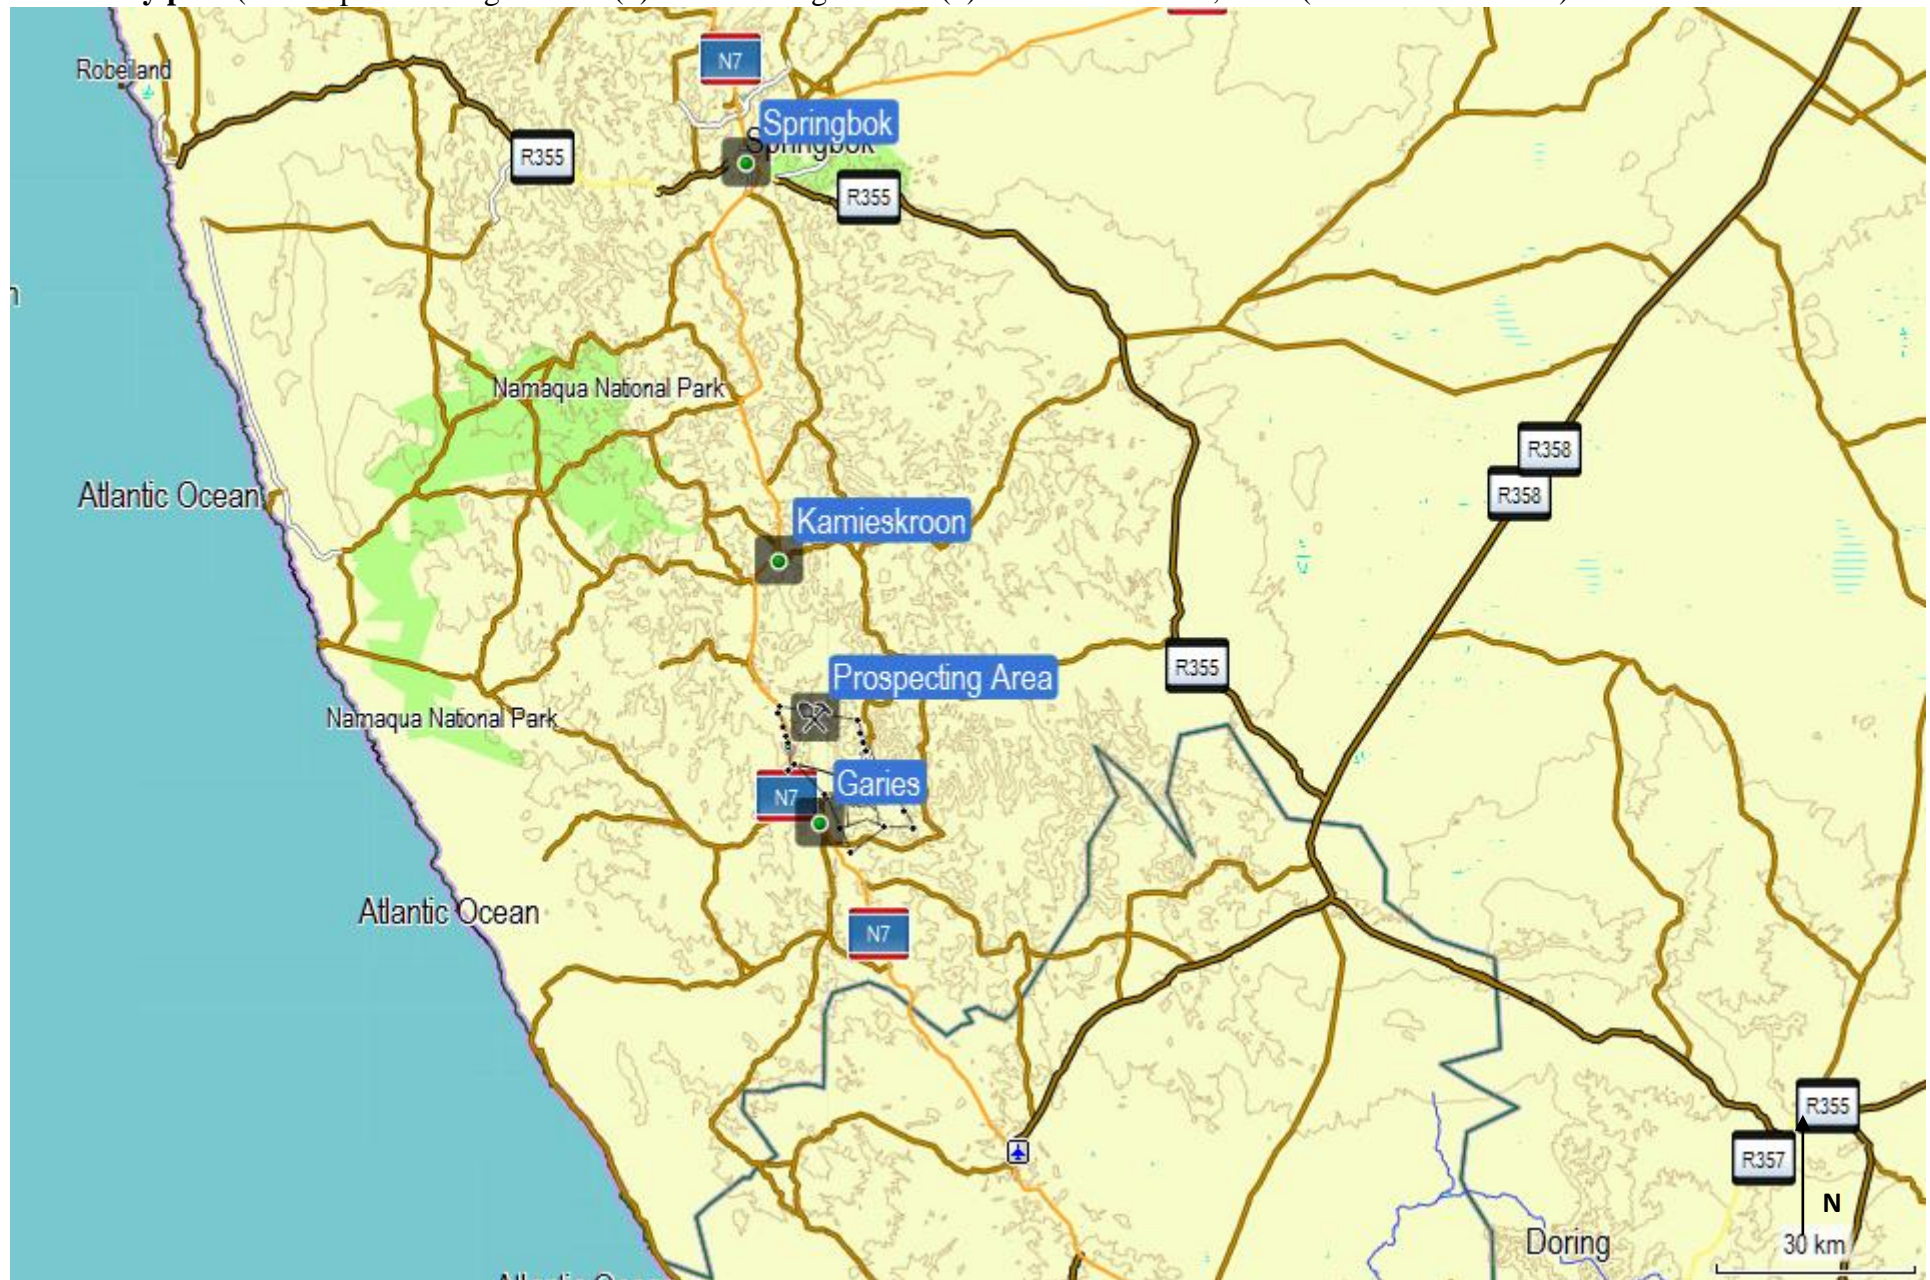 N7
Robeiland
Springbok
Springbok
R355
R355
Namaqua National Park
R358
R358
Atlantic Ocean
Kamieskroon
R355
Prospecting Area
Namaqua National Park
Garies
N7
Atlantic Ocean
N7
R355
R357
N
Doring
30 km